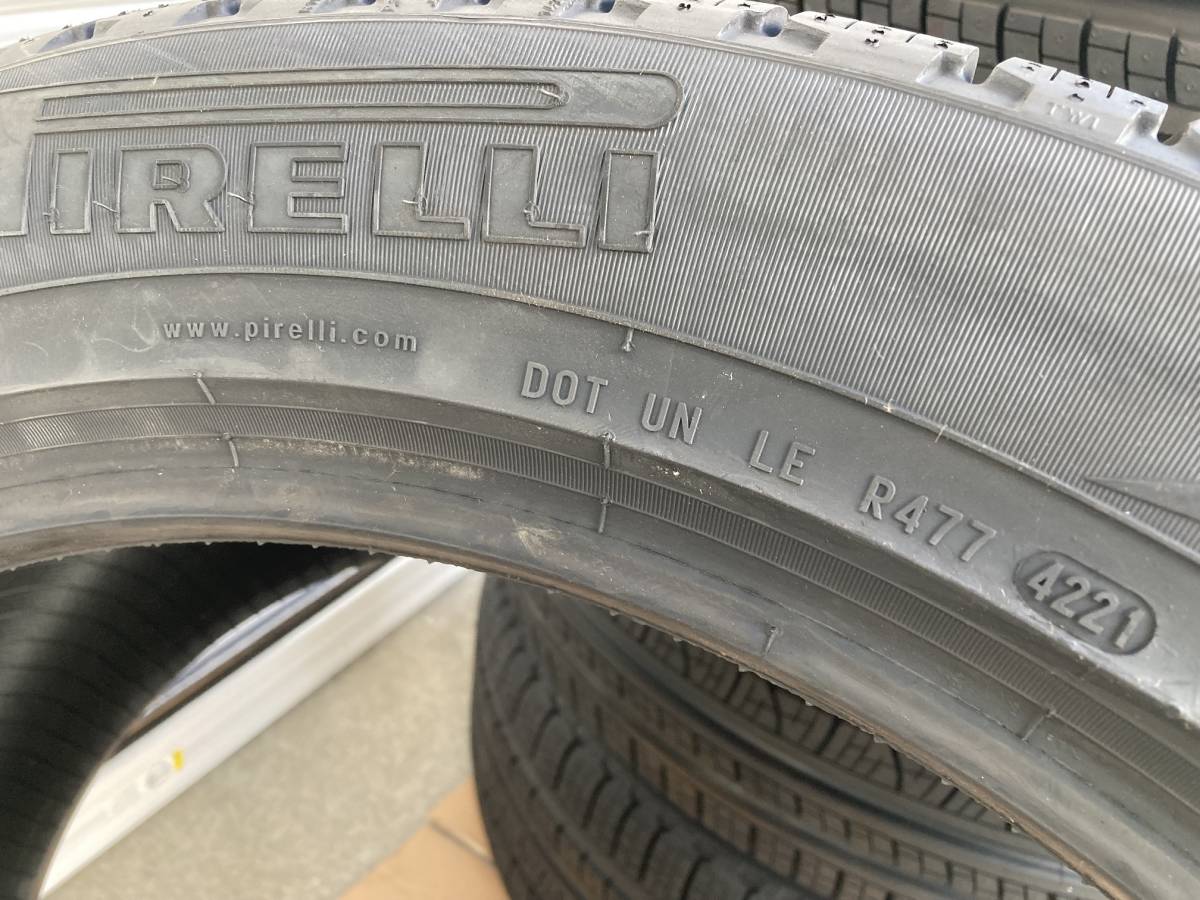 PIRELLI
www.pirelli.com
DOT UN LE R477 4221
TWI